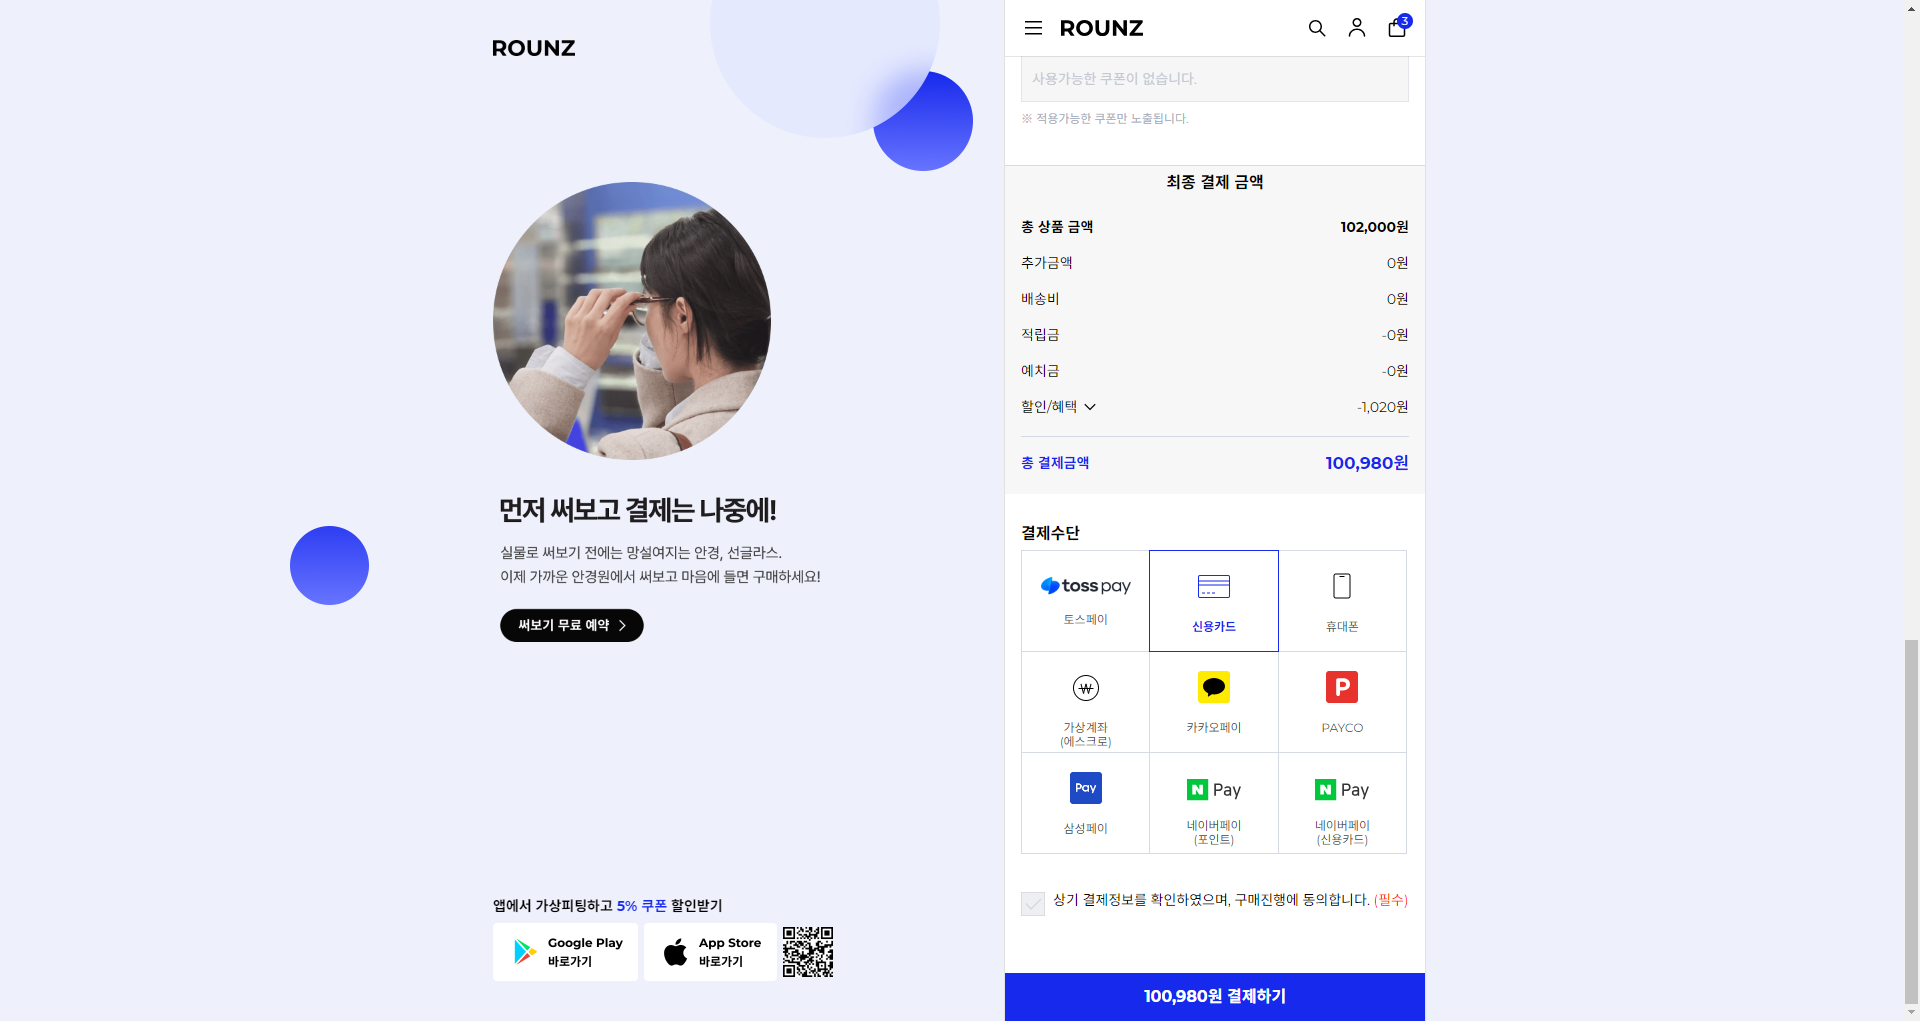 ROUNZ
먼저 써보고 결제는 나중에!
실물로 써보기 전에는 망설여지는 안경, 선글라스.
이제 가까운 안경원에서 써보고 마음에 들면 구매하세요!
써보기 무료 예약
앱에서 가상피팅하고 5% 쿠폰 할인받기
Google Play
바로가기
App Store
바로가기
ROUNZ
3
사용가능한 쿠폰이 없습니다.
※ 적용가능한 쿠폰만 노출됩니다.
최종 결제 금액
총 상품 금액 102,000원
추가금액 0원
배송비 0원
적립금 -0원
예치금 -0원
할인/혜택 -1,020원
총 결제금액 100,980원
결제수단
toss pay
토스페이
신용카드
휴대폰
가상계좌
(에스크로)
카카오페이
P
PAYCO
Pay
삼성페이
N Pay
네이버페이
(포인트)
N Pay
네이버페이
(신용카드)
상기 결제정보를 확인하였으며, 구매진행에 동의합니다. (필수)
100,980원 결제하기